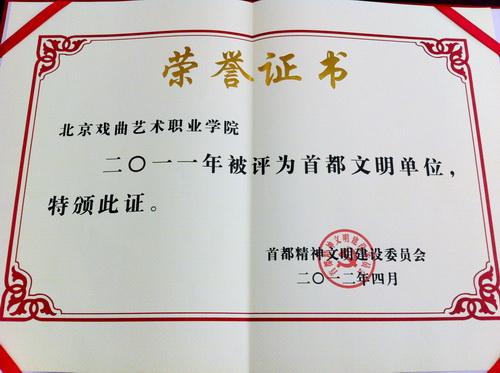 荣誉证书
北京戏曲艺术职业学院
二〇一一年被评为首都文明单位，
特颁此证。
首都精神文明建设委员会
二〇一二年四月